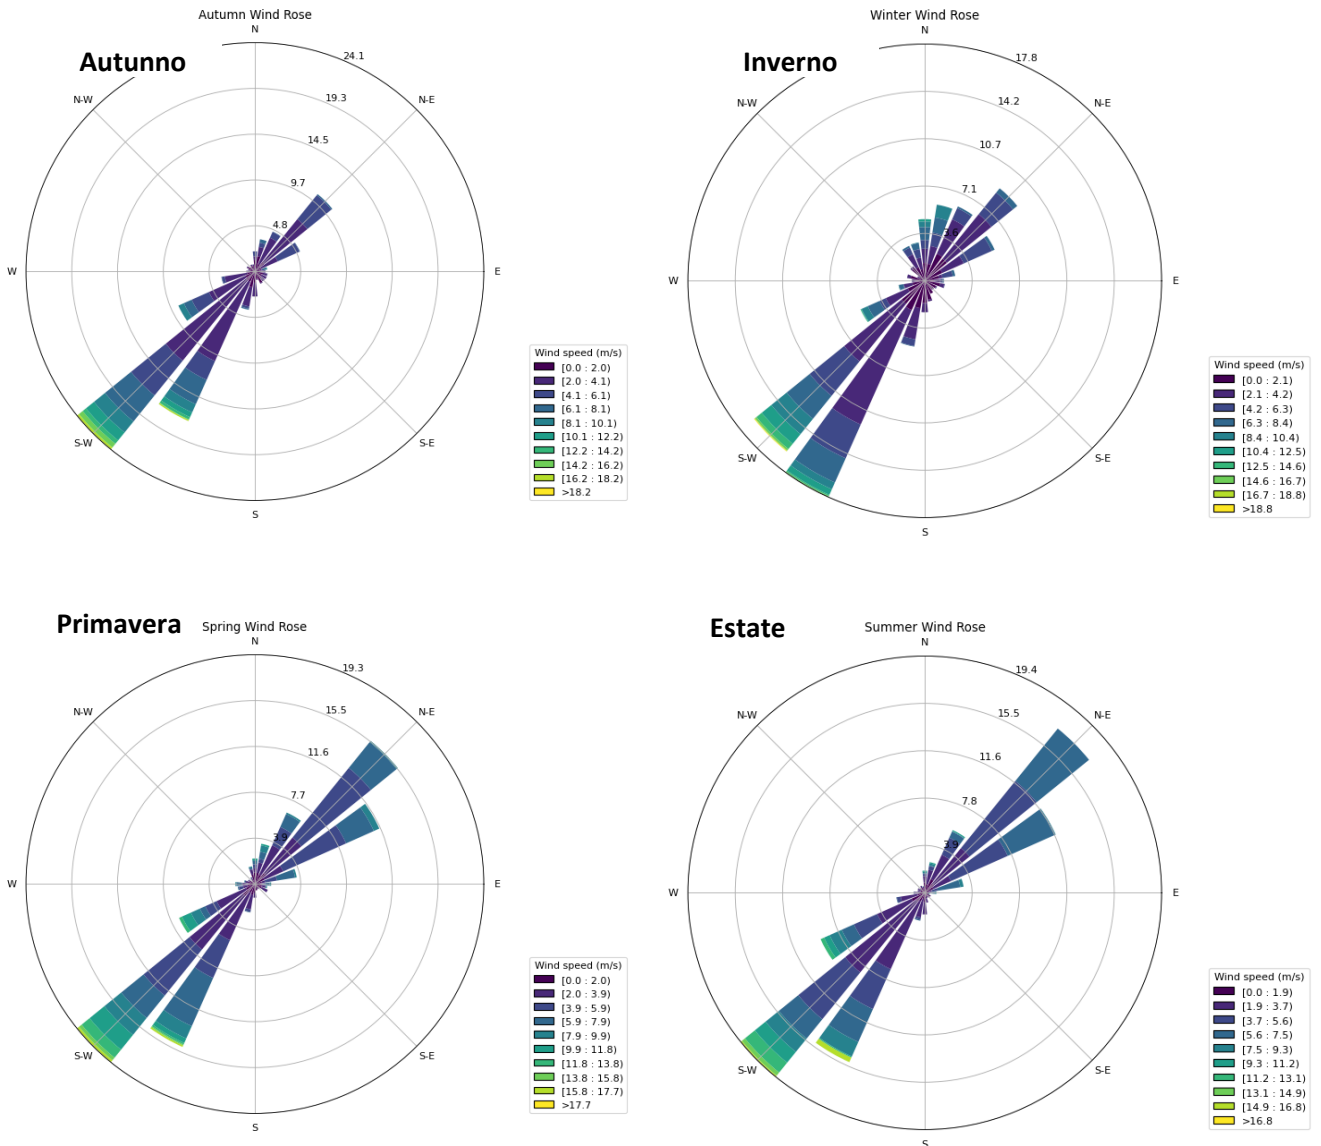 Autumn Wind Rose
Autunno
N
24.1
19.3
14.5
9.7
4.8
N-W
N-E
W
E
S-W
S-E
S
Wind speed (m/s)
[0.0 : 2.0)
[2.0 : 4.1)
[4.1 : 6.1)
[6.1 : 8.1)
[8.1 : 10.1)
[10.1 : 12.2)
[12.2 : 14.2)
[14.2 : 16.2)
[16.2 : 18.2)
>18.2
Winter Wind Rose
Inverno
N
17.8
14.2
10.7
7.1
3.6
N-W
N-E
W
E
S-W
S-E
S
Wind speed (m/s)
[0.0 : 2.1)
[2.1 : 4.2)
[4.2 : 6.3)
[6.3 : 8.4)
[8.4 : 10.4)
[10.4 : 12.5)
[12.5 : 14.6)
[14.6 : 16.7)
[16.7 : 18.8)
>18.8
Primavera
Spring Wind Rose
N
19.3
15.5
11.6
7.7
3.9
N-W
N-E
W
E
S-W
S-E
S
Wind speed (m/s)
[0.0 : 2.0)
[2.0 : 3.9)
[3.9 : 5.9)
[5.9 : 7.9)
[7.9 : 9.9)
[9.9 : 11.8)
[11.8 : 13.8)
[13.8 : 15.8)
[15.8 : 17.7)
>17.7
Estate
Summer Wind Rose
N
19.4
15.5
11.6
7.8
3.9
N-W
N-E
W
E
S-W
S-E
S
Wind speed (m/s)
[0.0 : 1.9)
[1.9 : 3.7)
[3.7 : 5.6)
[5.6 : 7.5)
[7.5 : 9.3)
[9.3 : 11.2)
[11.2 : 13.1)
[13.1 : 14.9)
[14.9 : 16.8)
>16.8